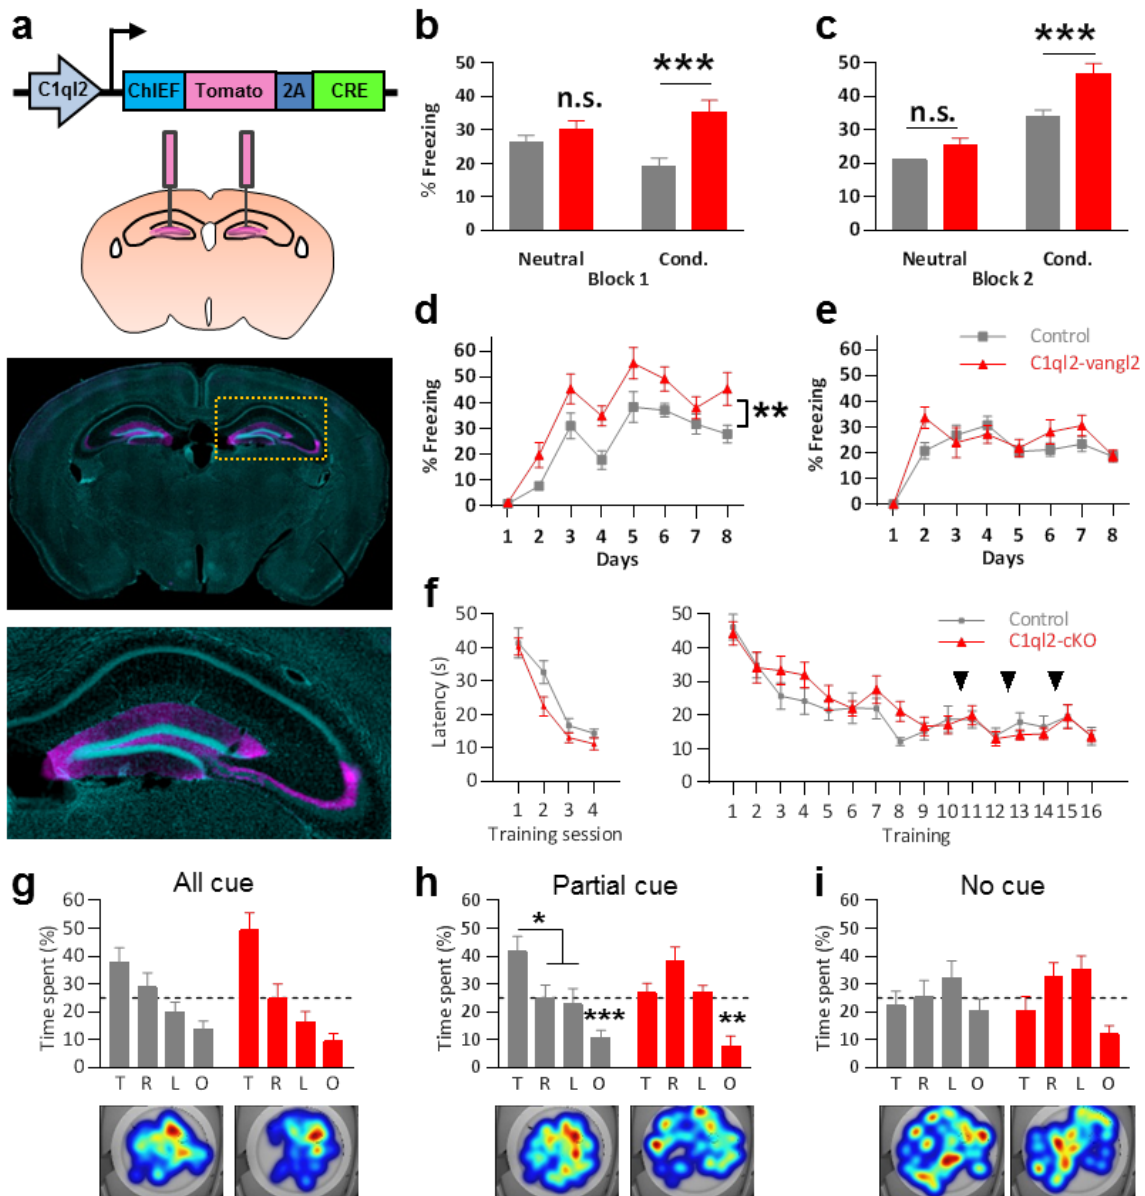 a
C1ql2
ChIEF
Tomato
2A
CRE
b
% Freezing
50
40
30
20
10
0
n.s.
***
Neutral
Cond.
Block 1
c
50
40
30
20
10
0
n.s.
***
Neutral
Cond.
Block 2
d
% Freezing
60
50
40
30
20
10
0
**
1 2 3 4 5 6 7 8
Days
e
Control
C1ql2-vangl2
% Freezing
60
50
40
30
20
10
0
1 2 3 4 5 6 7 8
Days
f
Latency (s)
50
40
30
20
10
0
1 2 3 4
Training session
Control
C1ql2-cKO
50
40
30
20
10
0
1 2 3 4 5 6 7 8 9 10 11 12 13 14 15 16
Training
g
All cue
Time spent (%)
60
50
40
30
20
10
0
T R L O T R L O
h
Partial cue
Time spent (%)
60
50
40
30
20
10
0
*
***
**
T R L O T R L O
i
No cue
Time spent (%)
60
50
40
30
20
10
0
T R L O T R L O